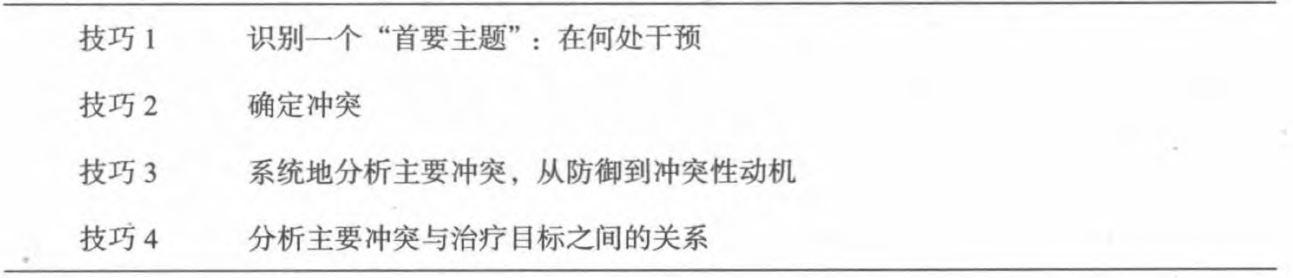 技巧 1 识别一个“首要主题”：在何处干预
技巧 2 确定冲突
技巧 3 系统地分析主要冲突，从防御到冲突性动机
技巧 4 分析主要冲突与治疗目标之间的关系